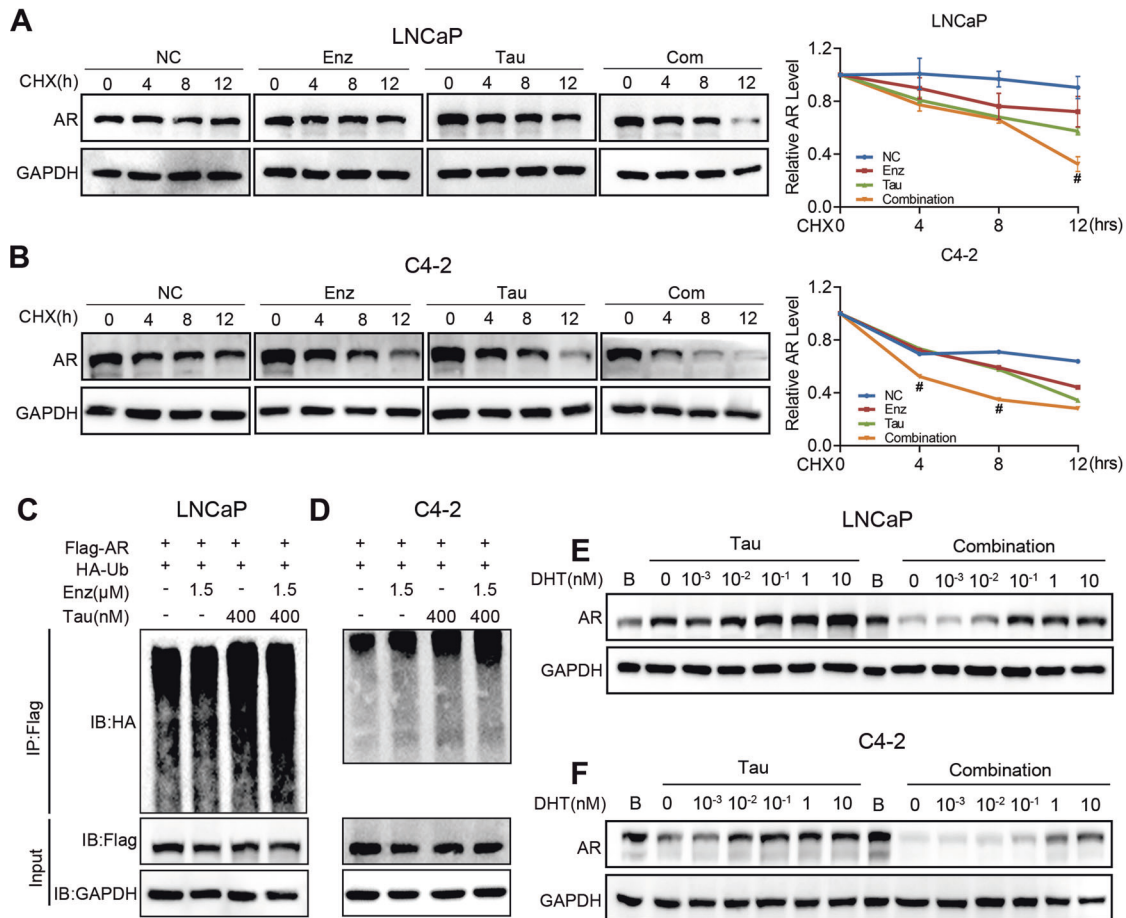 A
LNCaP
NC Enz Tau Com
CHX(h) 0 4 8 12 0 4 8 12 0 4 8 12 0 4 8 12
AR
GAPDH
LNCaP
Relative AR Level
1.2
0.8
0.4
0.0
NC
Enz
Tau
Combination
#
CHX 0 4 8 12 (hrs)
B
C4-2
NC Enz Tau Com
CHX(h) 0 4 8 12 0 4 8 12 0 4 8 12 0 4 8 12
AR
GAPDH
C4-2
Relative AR Level
1.2
0.8
0.4
0.0
NC
Enz
Tau
Combination
# #
CHX 0 4 8 12 (hrs)
C
LNCaP
Flag-AR + + + +
HA-Ub + + + +
Enz(µM) - 1.5 - 1.5
Tau(nM) - - 400 400
IP:Flag
IB:HA
Input
IB:Flag
IB:GAPDH
D
C4-2
+ + + +
+ + + +
- 1.5 - 1.5
- - 400 400
E
LNCaP
Tau Combination
DHT(nM) B 0 10⁻³ 10⁻² 10⁻¹ 1 10 B 0 10⁻³ 10⁻² 10⁻¹ 1 10
AR
GAPDH
F
C4-2
Tau Combination
DHT(nM) B 0 10⁻³ 10⁻² 10⁻¹ 1 10 B 0 10⁻³ 10⁻² 10⁻¹ 1 10
AR
GAPDH